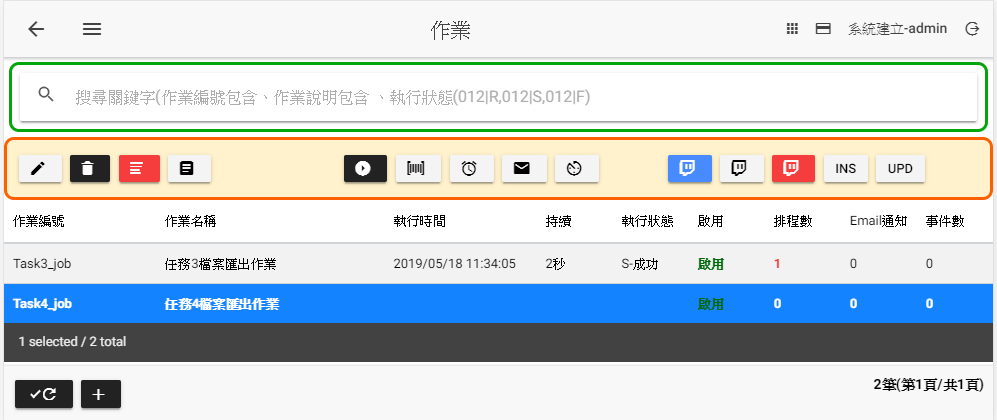 作業
系統建立-admin
搜尋關鍵字(作業編號包含、作業說明包含 、執行狀態(012|R,012|S,012|F)
INS UPD
作業編號 作業名稱 執行時間 持續 執行狀態 啟用 排程數 Email通知 事件數
Task3_job 任務3檔案匯出作業 2019/05/18 11:34:05 2秒 S-成功 啟用 1 0 0
Task4_job 任務4檔案匯出作業 啟用 0 0 0
1 selected / 2 total
2筆(第1頁/共1頁)